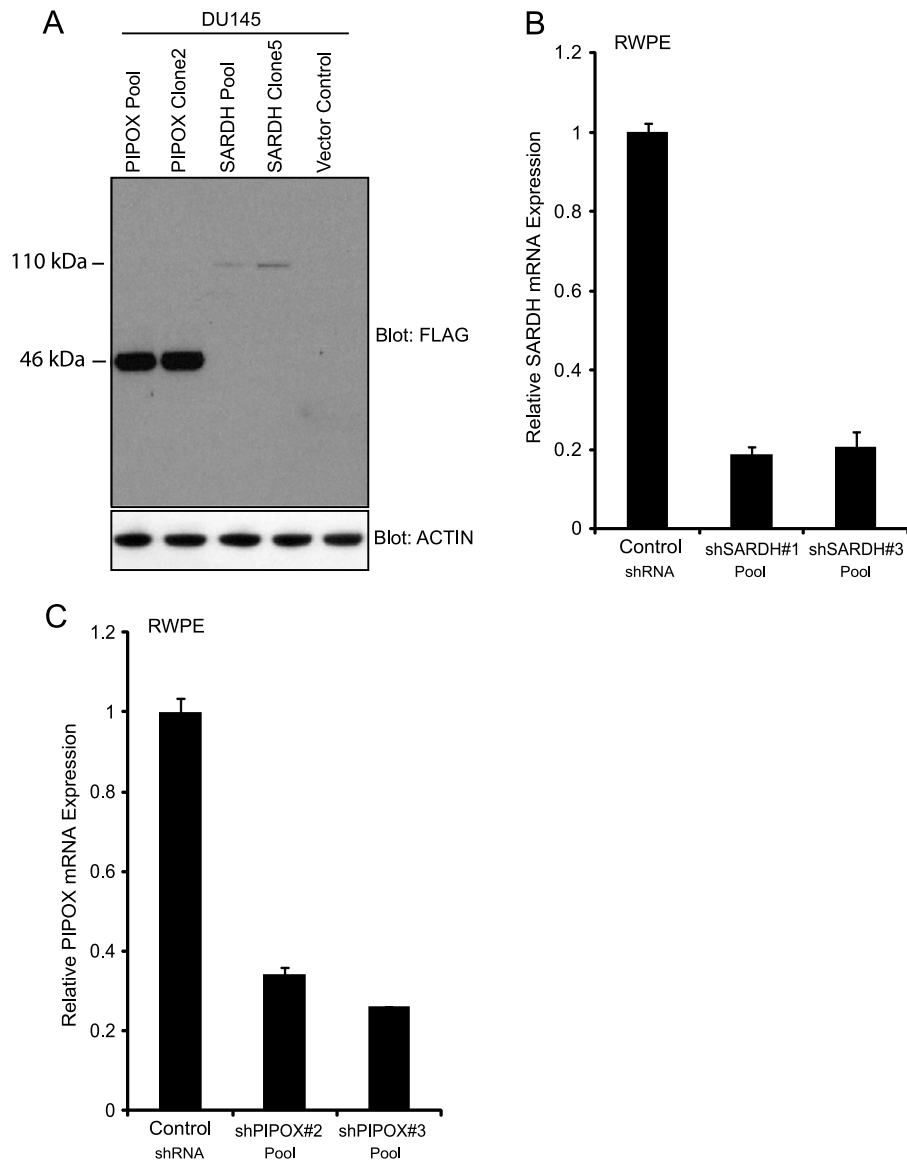 A
DU145
PIPOX Pool
PIPOX Clone2
SARDH Pool
SARDH Clone5
Vector Control
110 kDa
46 kDa
Blot: FLAG
Blot: ACTIN
B
RWPE
Relative SARDH mRNA Expression
1.2
1
0.8
0.6
0.4
0.2
0
Control
shRNA
shSARDH#1
Pool
shSARDH#3
Pool
C
RWPE
Relative PIPOX mRNA Expression
1.2
1
0.8
0.6
0.4
0.2
0
Control
shRNA
shPIPOX#2
Pool
shPIPOX#3
Pool